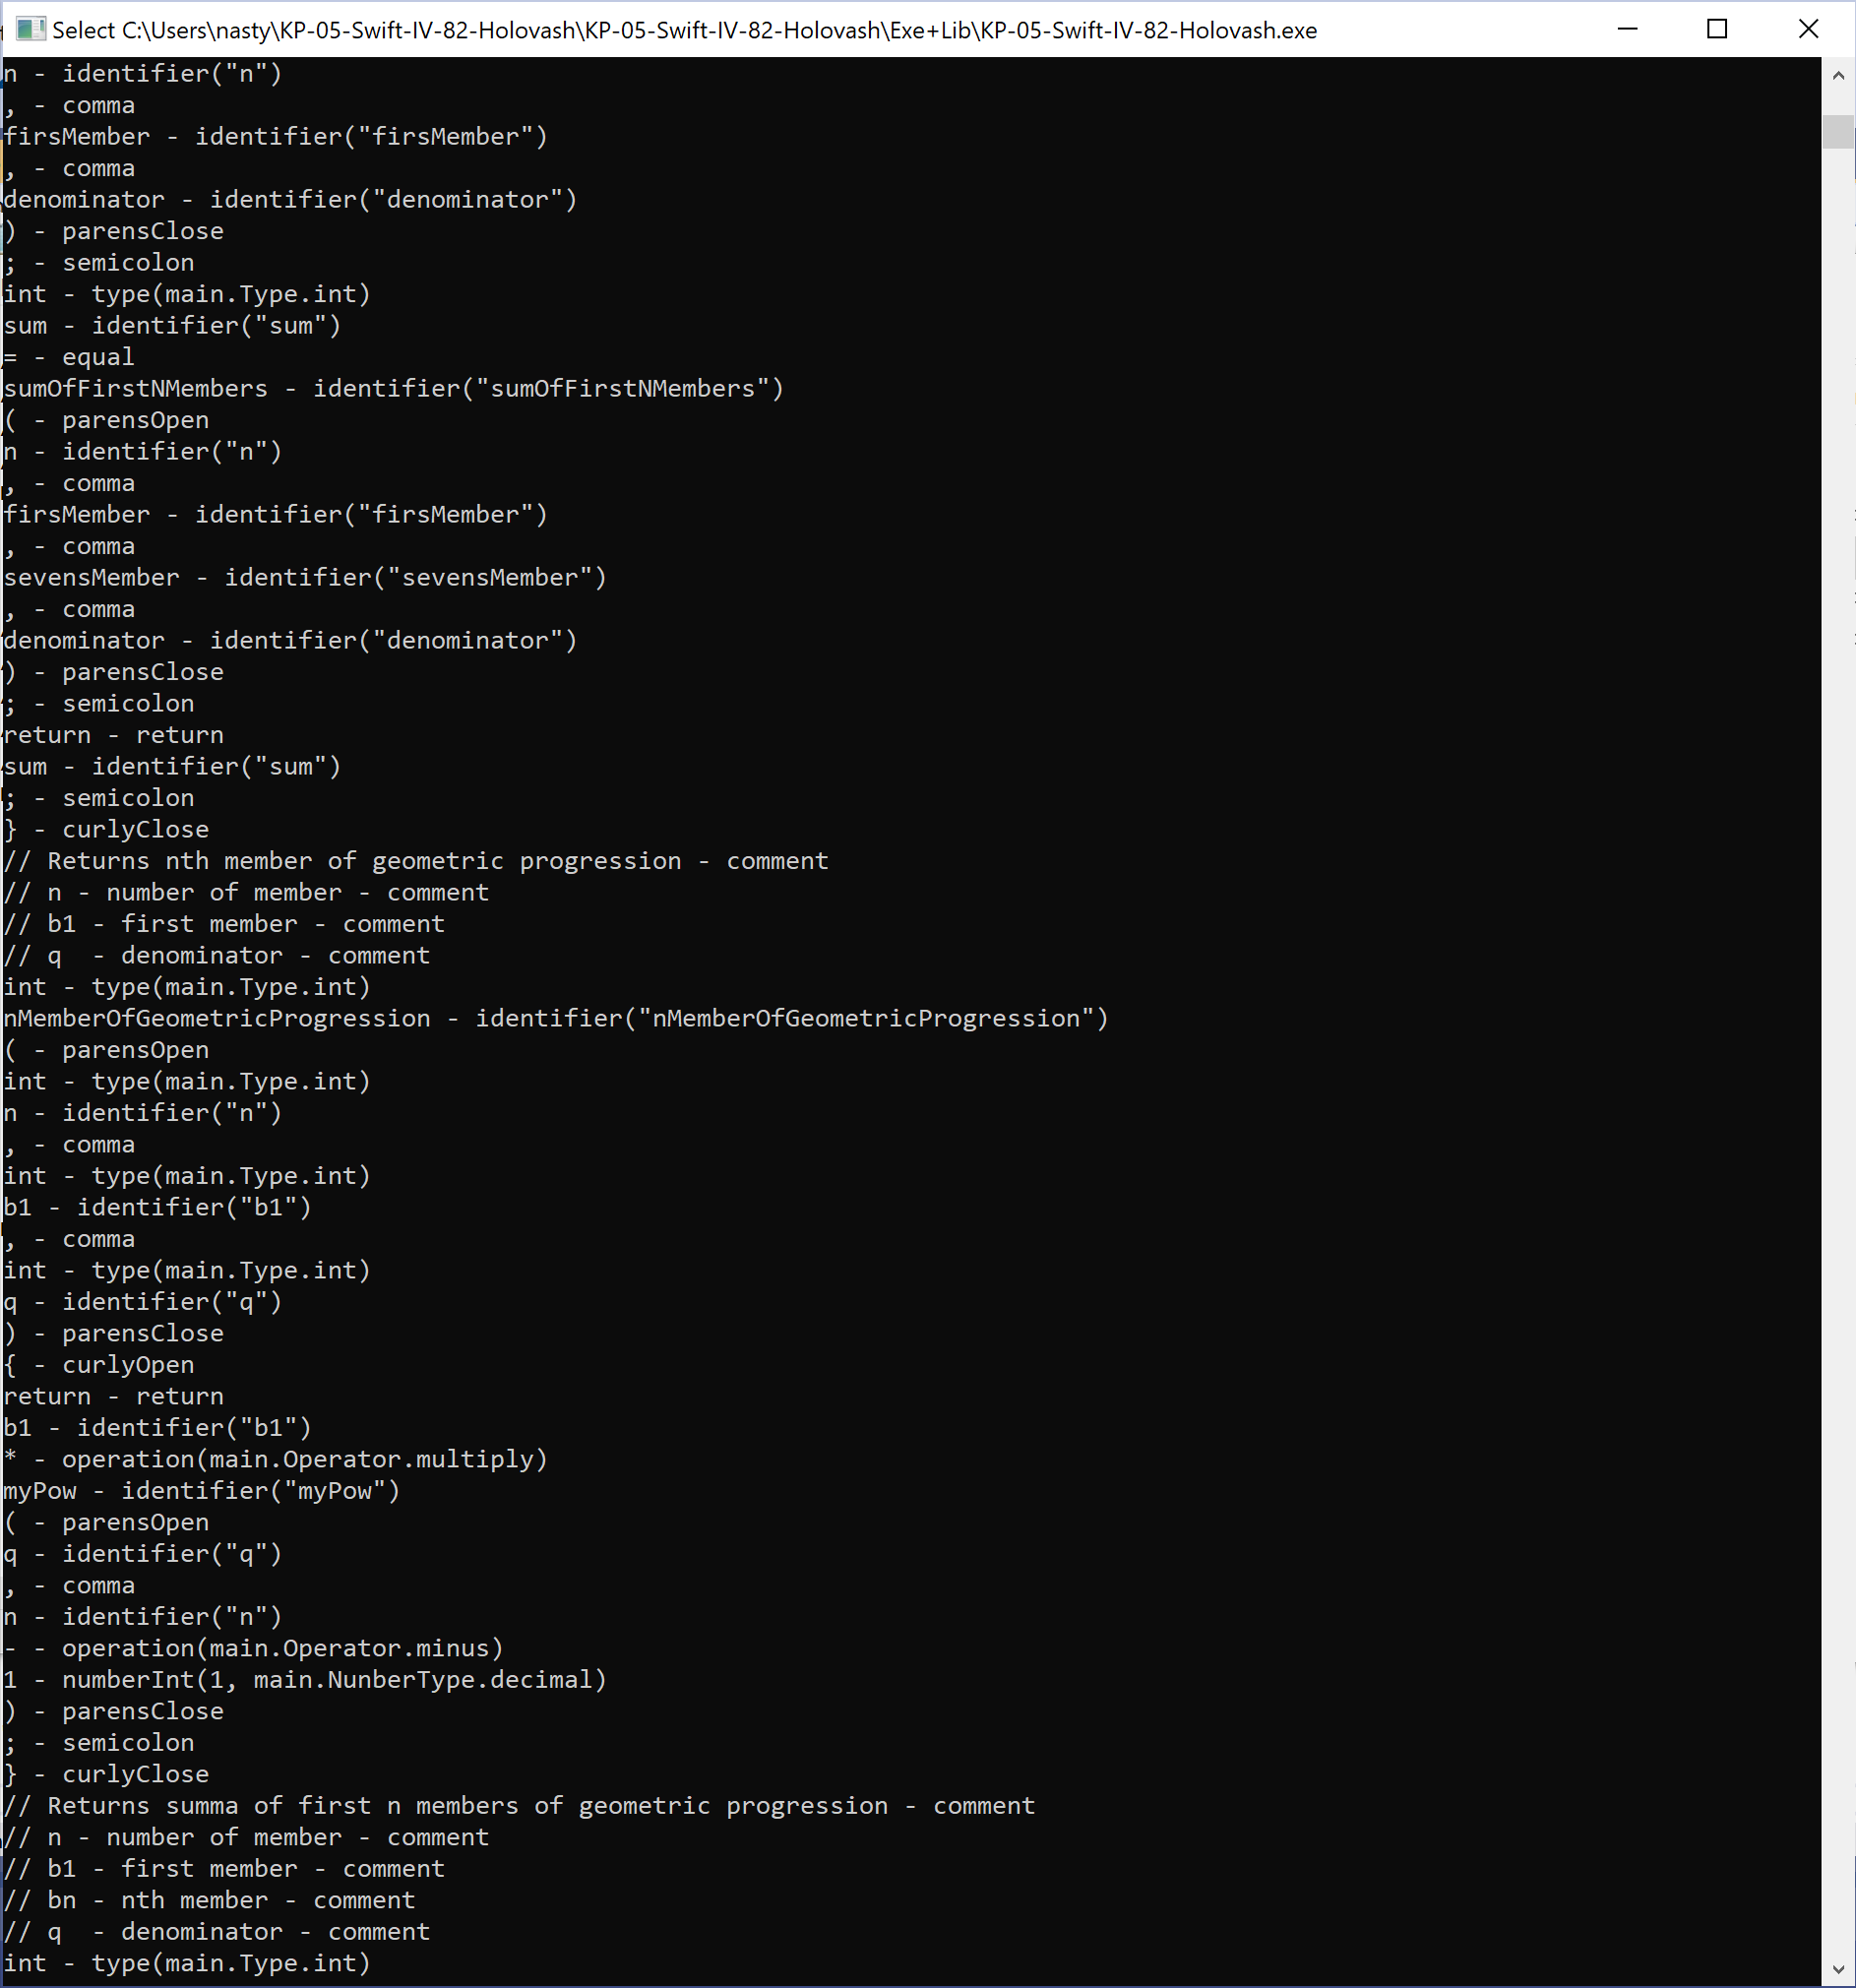 Select C:\Users\nasty\KP-05-Swift-IV-82-Holovash\KP-05-Swift-IV-82-Holovash\Exe+Lib\KP-05-Swift-IV-82-Holovash.exe
n - identifier("n")
, - comma
firsMember - identifier("firsMember")
, - comma
denominator - identifier("denominator")
) - parensClose
; - semicolon
int - type(main.Type.int)
sum - identifier("sum")
= - equal
sumOfFirstNMembers - identifier("sumOfFirstNMembers")
( - parensOpen
n - identifier("n")
, - comma
firsMember - identifier("firsMember")
, - comma
sevensMember - identifier("sevensMember")
, - comma
denominator - identifier("denominator")
) - parensClose
; - semicolon
return - return
sum - identifier("sum")
; - semicolon
} - curlyClose
// Returns nth member of geometric progression - comment
// n - number of member - comment
// b1 - first member - comment
// q  - denominator - comment
int - type(main.Type.int)
nMemberOfGeometricProgression - identifier("nMemberOfGeometricProgression")
( - parensOpen
int - type(main.Type.int)
n - identifier("n")
, - comma
int - type(main.Type.int)
b1 - identifier("b1")
, - comma
int - type(main.Type.int)
q - identifier("q")
) - parensClose
{ - curlyOpen
return - return
b1 - identifier("b1")
* - operation(main.Operator.multiply)
myPow - identifier("myPow")
( - parensOpen
q - identifier("q")
, - comma
n - identifier("n")
- - operation(main.Operator.minus)
1 - numberInt(1, main.NunberType.decimal)
) - parensClose
; - semicolon
} - curlyClose
// Returns summa of first n members of geometric progression - comment
// n - number of member - comment
// b1 - first member - comment
// bn - nth member - comment
// q  - denominator - comment
int - type(main.Type.int)